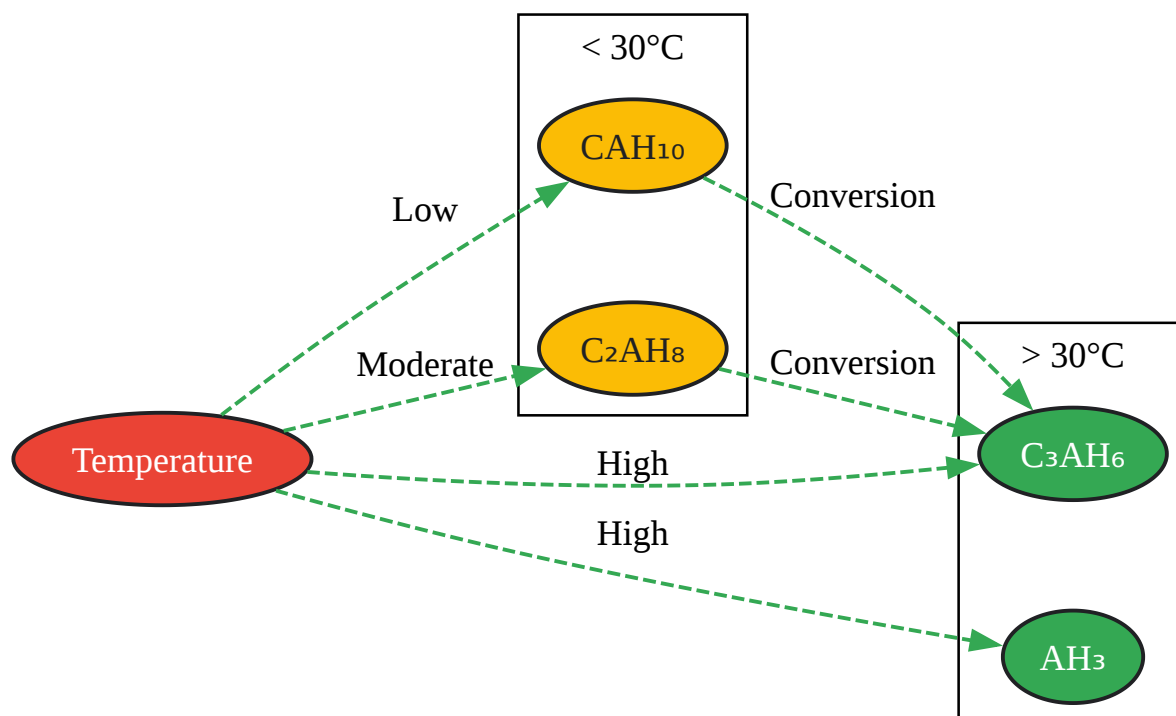 < 30°C
CAH₁₀
Conversion
Low
C₂AH₈
Conversion
> 30°C
Moderate
Temperature
High
C₃AH₆
High
AH₃